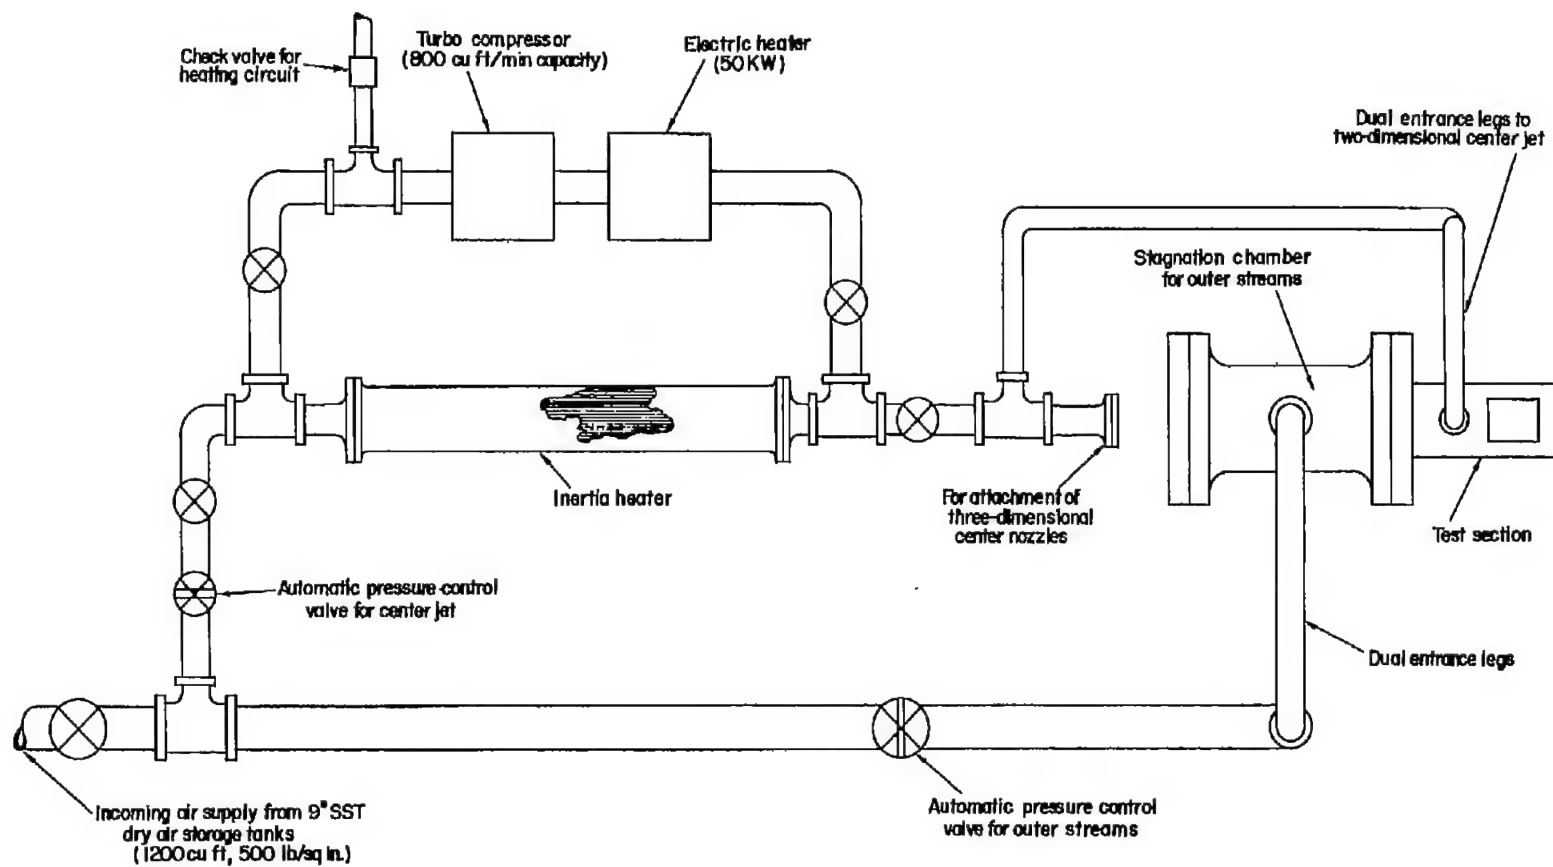 Check valve for
heating circuit
Turbo compressor
(800 cu ft/min capacity)
Electric heater
(50 KW)
Dual entrance legs to
two-dimensional center jet
Stagnation chamber
for outer streams
Inertia heater
For attachment of
three-dimensional
center nozzles
Test section
Automatic pressure control
valve for center jet
Dual entrance legs
Incoming air supply from 9" SST
dry air storage tanks
(1200 cu ft, 500 lb/sq in.)
Automatic pressure control
valve for outer streams